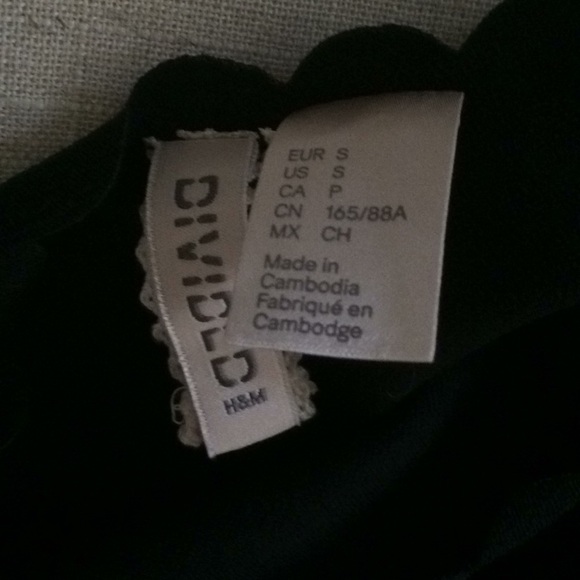 DIVIDED
H&M
EUR S
US S
CA P
CN 165/88A
MX CH
Made in
Cambodia
Fabriqué en
Cambodge